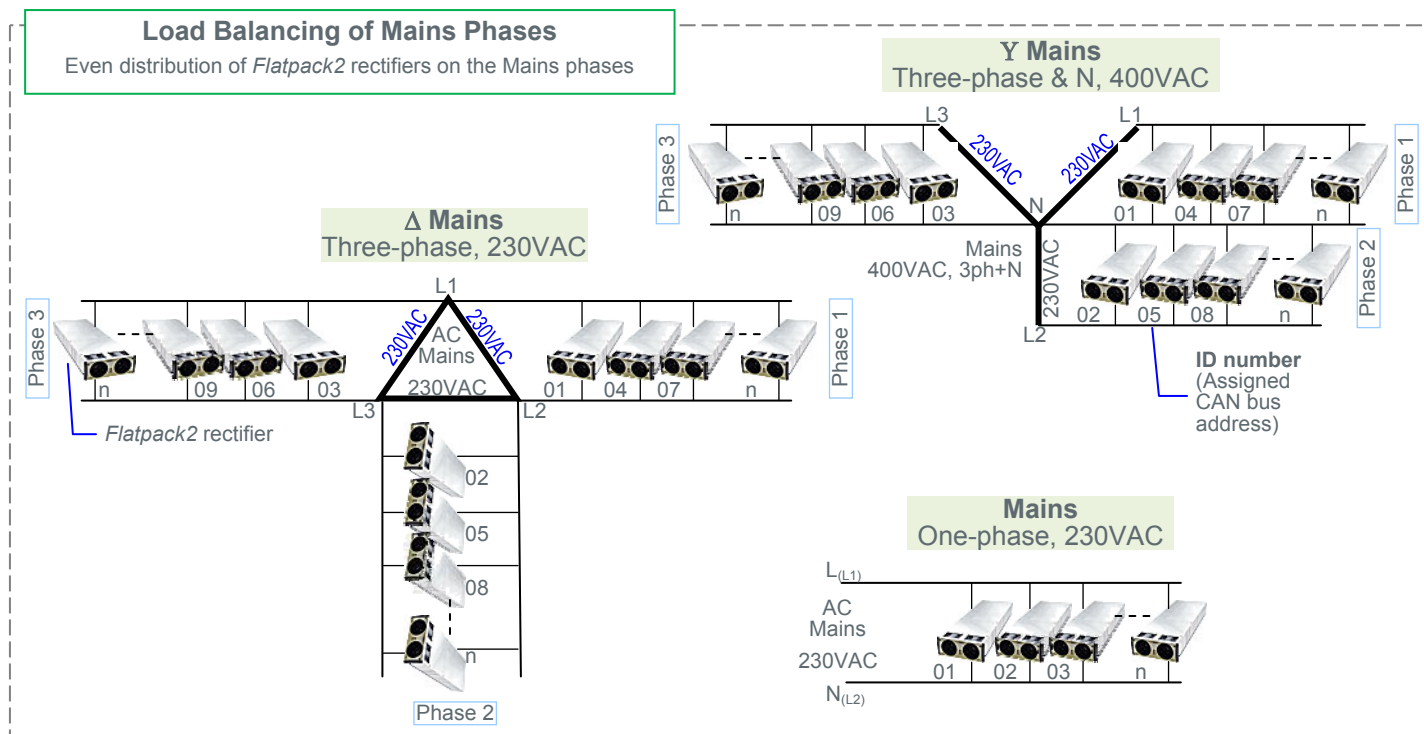 Load Balancing of Mains Phases
Even distribution of Flatpack2 rectifiers on the Mains phases
Y Mains
Three-phase & N, 400VAC
L3
L1
230VAC
230VAC
Phase 3
Phase 1
n
09
06
03
N
01
04
07
n
Mains
400VAC, 3ph+N
230VAC
Phase 2
02
05
08
n
L2
ID number
(Assigned
CAN bus
address)
Δ Mains
Three-phase, 230VAC
L1
230VAC
230VAC
AC
Mains
230VAC
Phase 3
Phase 1
n
09
06
03
01
04
07
n
L3
L2
Flatpack2 rectifier
02
05
08
n
Phase 2
Mains
One-phase, 230VAC
L(L1)
AC
Mains
230VAC
01
02
03
n
N(L2)